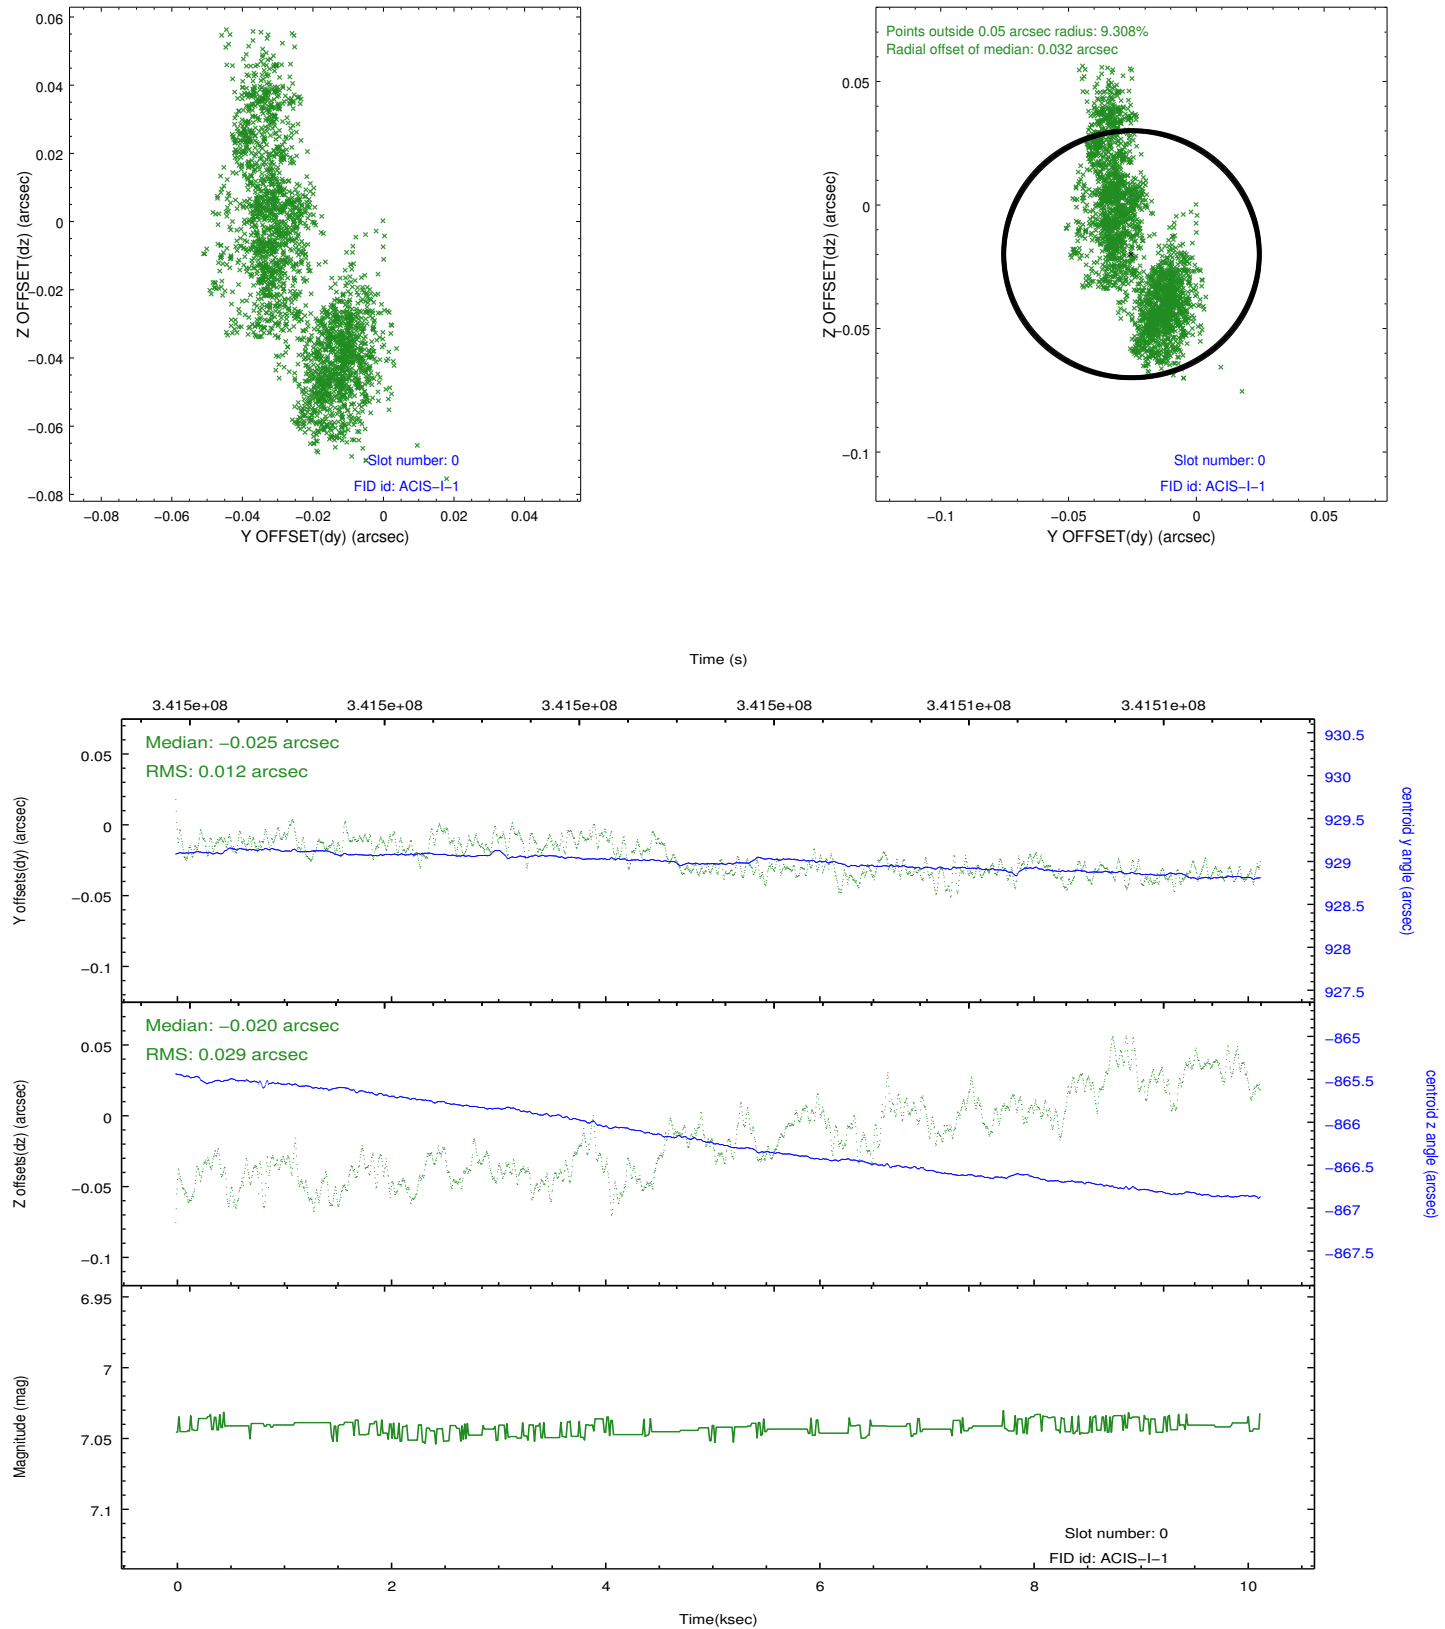 0.06
0.04
0.02
0
−0.02
−0.04
−0.06
−0.08
Z OFFSET(dz) (arcsec)
Slot number: 0
FID id: ACIS−I−1
−0.08 −0.06 −0.04 −0.02 0 0.02 0.04
Y OFFSET(dy) (arcsec)
Points outside 0.05 arcsec radius: 9.308%
Radial offset of median: 0.032 arcsec
0.05
0
−0.05
−0.1
Z OFFSET(dz) (arcsec)
Slot number: 0
FID id: ACIS−I−1
−0.1 −0.05 0 0.05
Y OFFSET(dy) (arcsec)
Time (s)
3.415e+08 3.415e+08 3.415e+08 3.415e+08 3.4151e+08 3.4151e+08
Median: −0.025 arcsec
RMS: 0.012 arcsec
0.05
0
−0.05
−0.1
Y offsets(dy) (arcsec)
930.5
930
929.5
929
928.5
928
927.5
centroid y angle (arcsec)
Median: −0.020 arcsec
RMS: 0.029 arcsec
0.05
0
−0.05
−0.1
Z offsets(dz) (arcsec)
−865
−865.5
−866
−866.5
−867
−867.5
centroid z angle (arcsec)
6.95
7
7.05
7.1
Magnitude (mag)
Slot number: 0
FID id: ACIS−I−1
0 2 4 6 8 10
Time(ksec)